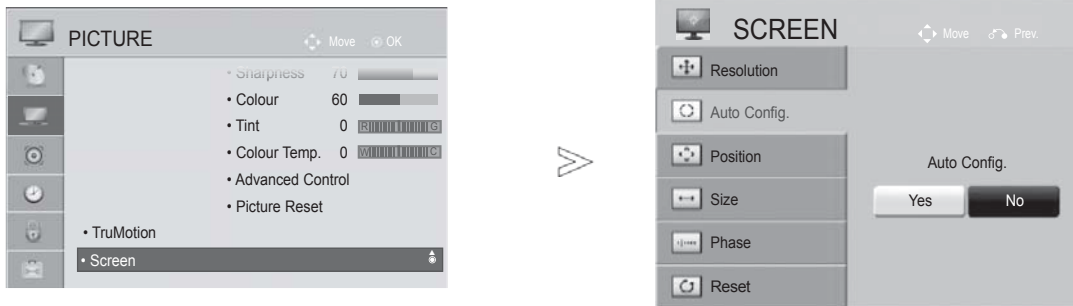 PICTURE
Move OK
• Sharpness 70
• Colour 60
• Tint 0 R G
• Colour Temp. 0 W C
• Advanced Control
• Picture Reset
• TruMotion
• Screen
SCREEN
Move Prev.
Resolution
Auto Config.
Position
Size
Phase
Reset
Auto Config.
Yes No